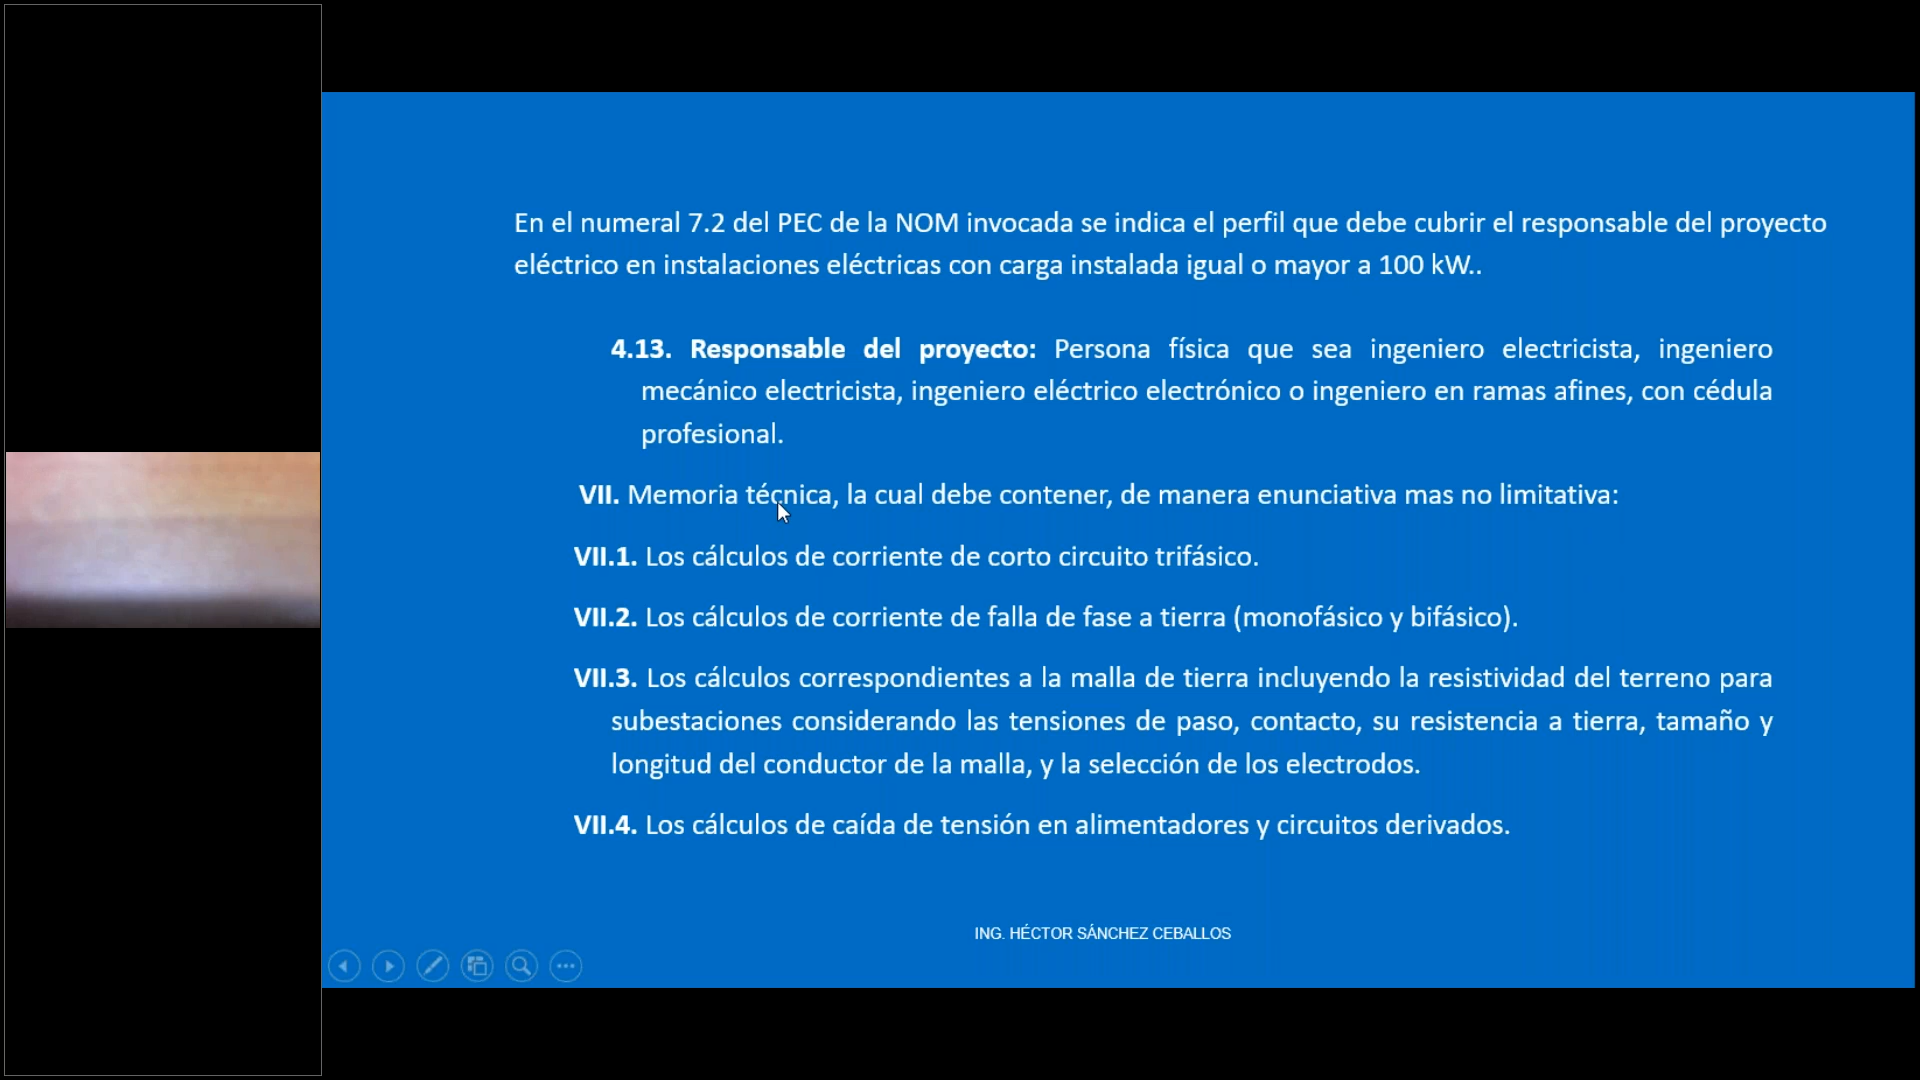 En el numeral 7.2 del PEC de la NOM invocada se indica el perfil que debe cubrir el responsable del proyecto
eléctrico en instalaciones eléctricas con carga instalada igual o mayor a 100 kW..
4.13. Responsable del proyecto: Persona física que sea ingeniero electricista, ingeniero
mecánico electricista, ingeniero eléctrico electrónico o ingeniero en ramas afines, con cédula
profesional.
VII. Memoria técnica, la cual debe contener, de manera enunciativa mas no limitativa:
VII.1. Los cálculos de corriente de corto circuito trifásico.
VII.2. Los cálculos de corriente de falla de fase a tierra (monofásico y bifásico).
VII.3. Los cálculos correspondientes a la malla de tierra incluyendo la resistividad del terreno para
subestaciones considerando las tensiones de paso, contacto, su resistencia a tierra, tamaño y
longitud del conductor de la malla, y la selección de los electrodos.
VII.4. Los cálculos de caída de tensión en alimentadores y circuitos derivados.
ING. HÉCTOR SÁNCHEZ CEBALLOS